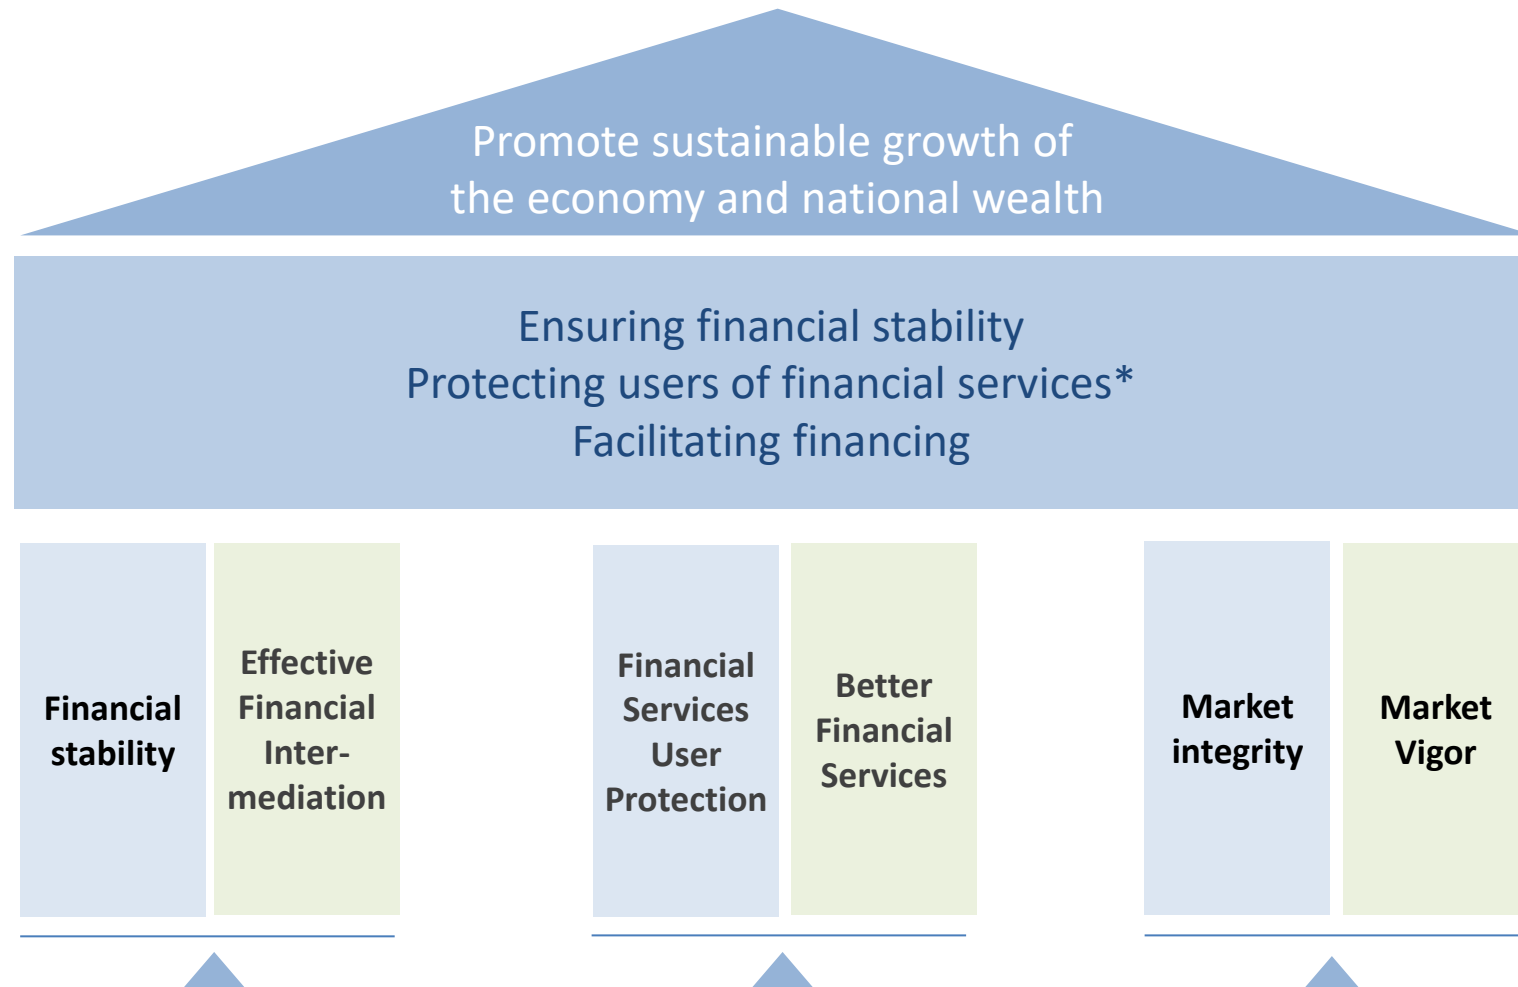 Promote sustainable growth of
the economy and national wealth
Ensuring financial stability
Protecting users of financial services*
Facilitating financing
Financial
stability
Effective
Financial
Inter-
mediation
Financial
Services
User
Protection
Better
Financial
Services
Market
integrity
Market
Vigor